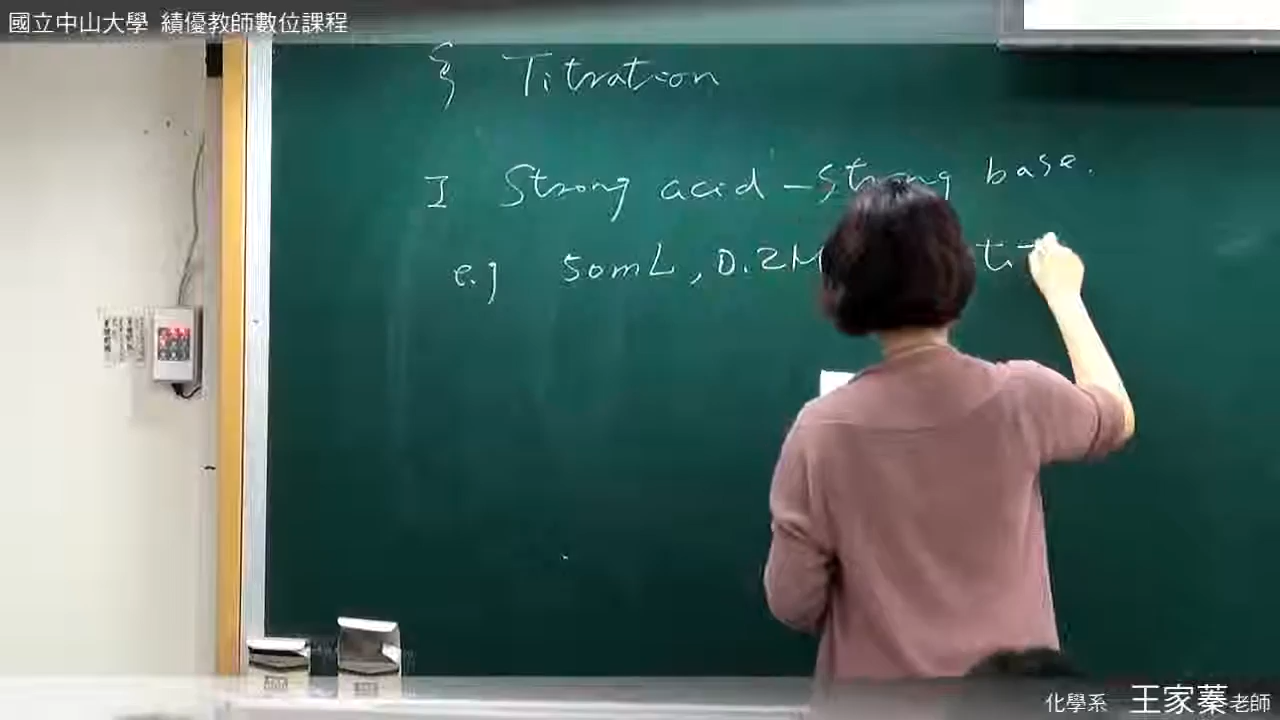 國立中山大學 績優教師數位課程
§ Titration
I Strong acid - strong base.
e.g 50mL, 0.2M tit
化學系 王家蓁老師